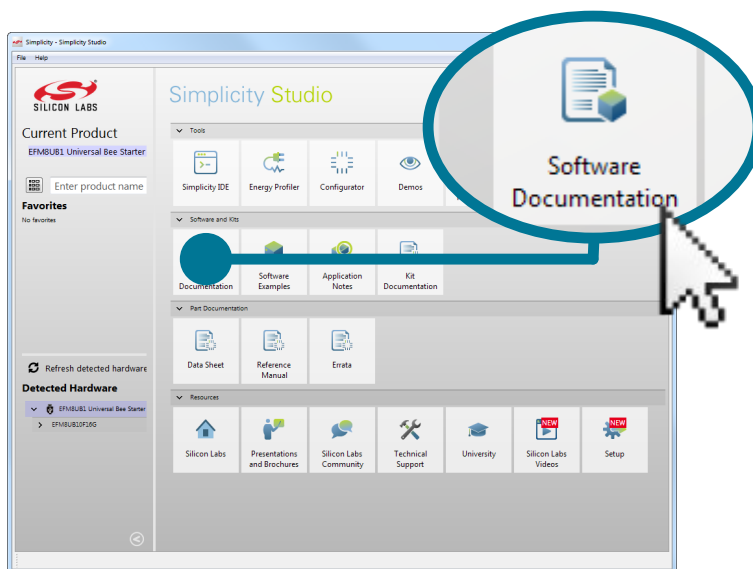 Simplicity - Simplicity Studio
File Help
SILICON LABS
Simplicity Studio
Current Product
EFM8UB1 Universal Bee Starter
Enter product name
Favorites
No favorites
Refresh detected hardware
Detected Hardware
EFM8UB1 Universal Bee Starter
EFM8UB10F16G
Tools
Simplicity IDE
Energy Profiler
Configurator
Demos
Software and Kits
Documentation
Software
Examples
Application
Notes
Kit
Documentation
Part Documentation
Data Sheet
Reference
Manual
Errata
Resources
Silicon Labs
Presentations
and Brochures
Silicon Labs
Community
Technical
Support
University
NEW
Silicon Labs
Videos
NEW
Setup
Software
Documentation